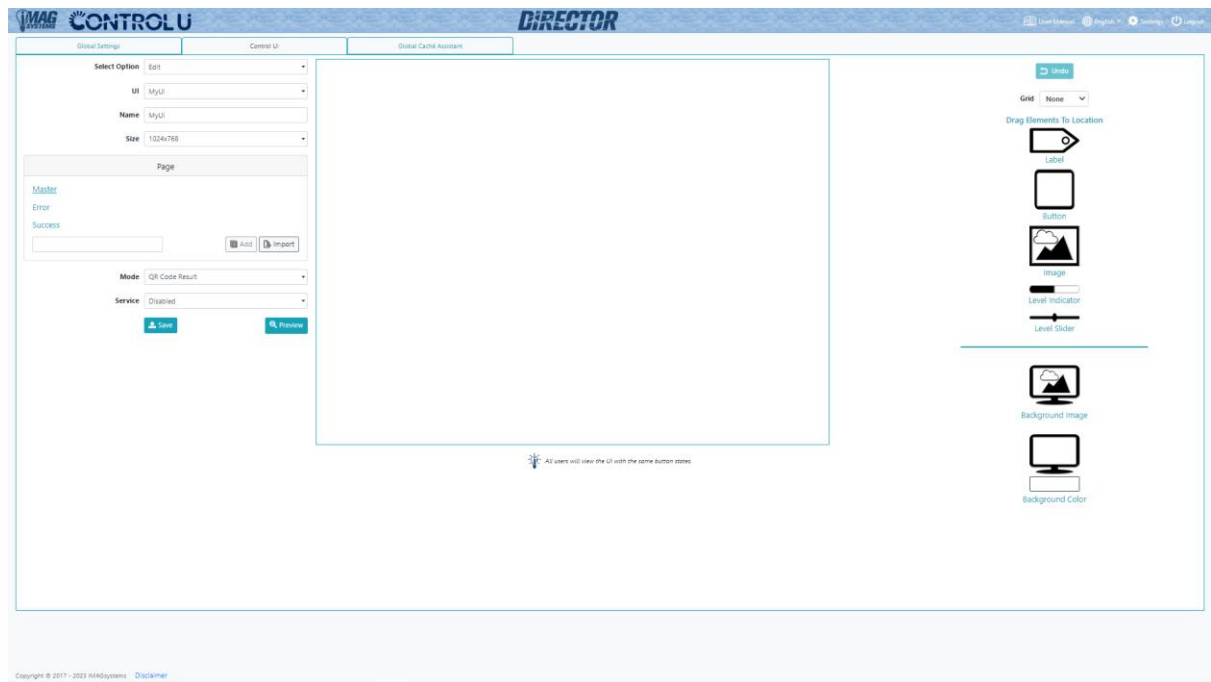 IMAG SYSTEMS CONTROL U
DiRECTOR
User Manual English Settings Logout
Global Settings
Control UI
Global Caché Assistant
Select Option Edit
UI MyUI
Name MyUI
Size 1024x768
Page
Master
Error
Success
Add Import
Mode QR Code Result
Service Disabled
Save Preview
All users will view the UI with the same button states.
Undo
Grid None
Drag Elements To Location
Label
Button
Image
Level Indicator
Level Slider
Background Image
Background Color
Copyright © 2017 - 2023 IMAGsystems Disclaimer